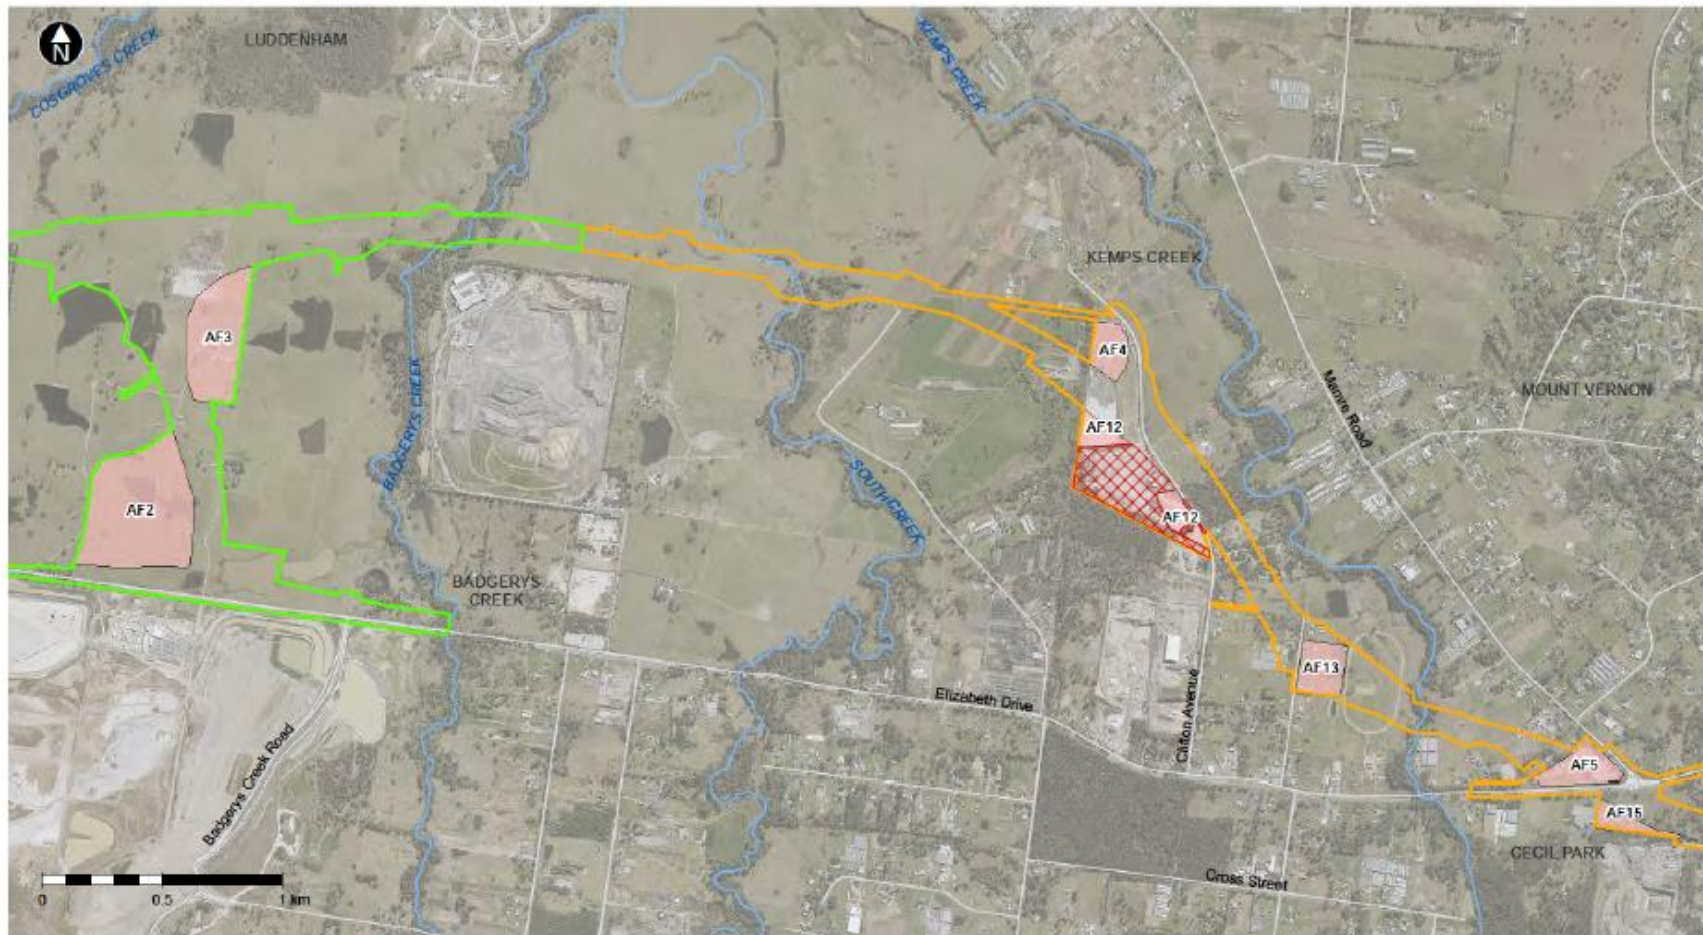 N
LUDDENHAM
COSGROVES CREEK
KEMPS CREEK
KEMPS CREEK
AF3
AF4
BADGERYS CREEK
Mamre Road
MOUNT VERNON
AF12
AF2
SOUTH CREEK
AF12
BADGERYS
CREEK
AF13
Elizabeth Drive
Clifton Avenue
Badgerys Creek Road
AF5
AF15
CECIL PARK
Cross Street
0 0.5 1 km